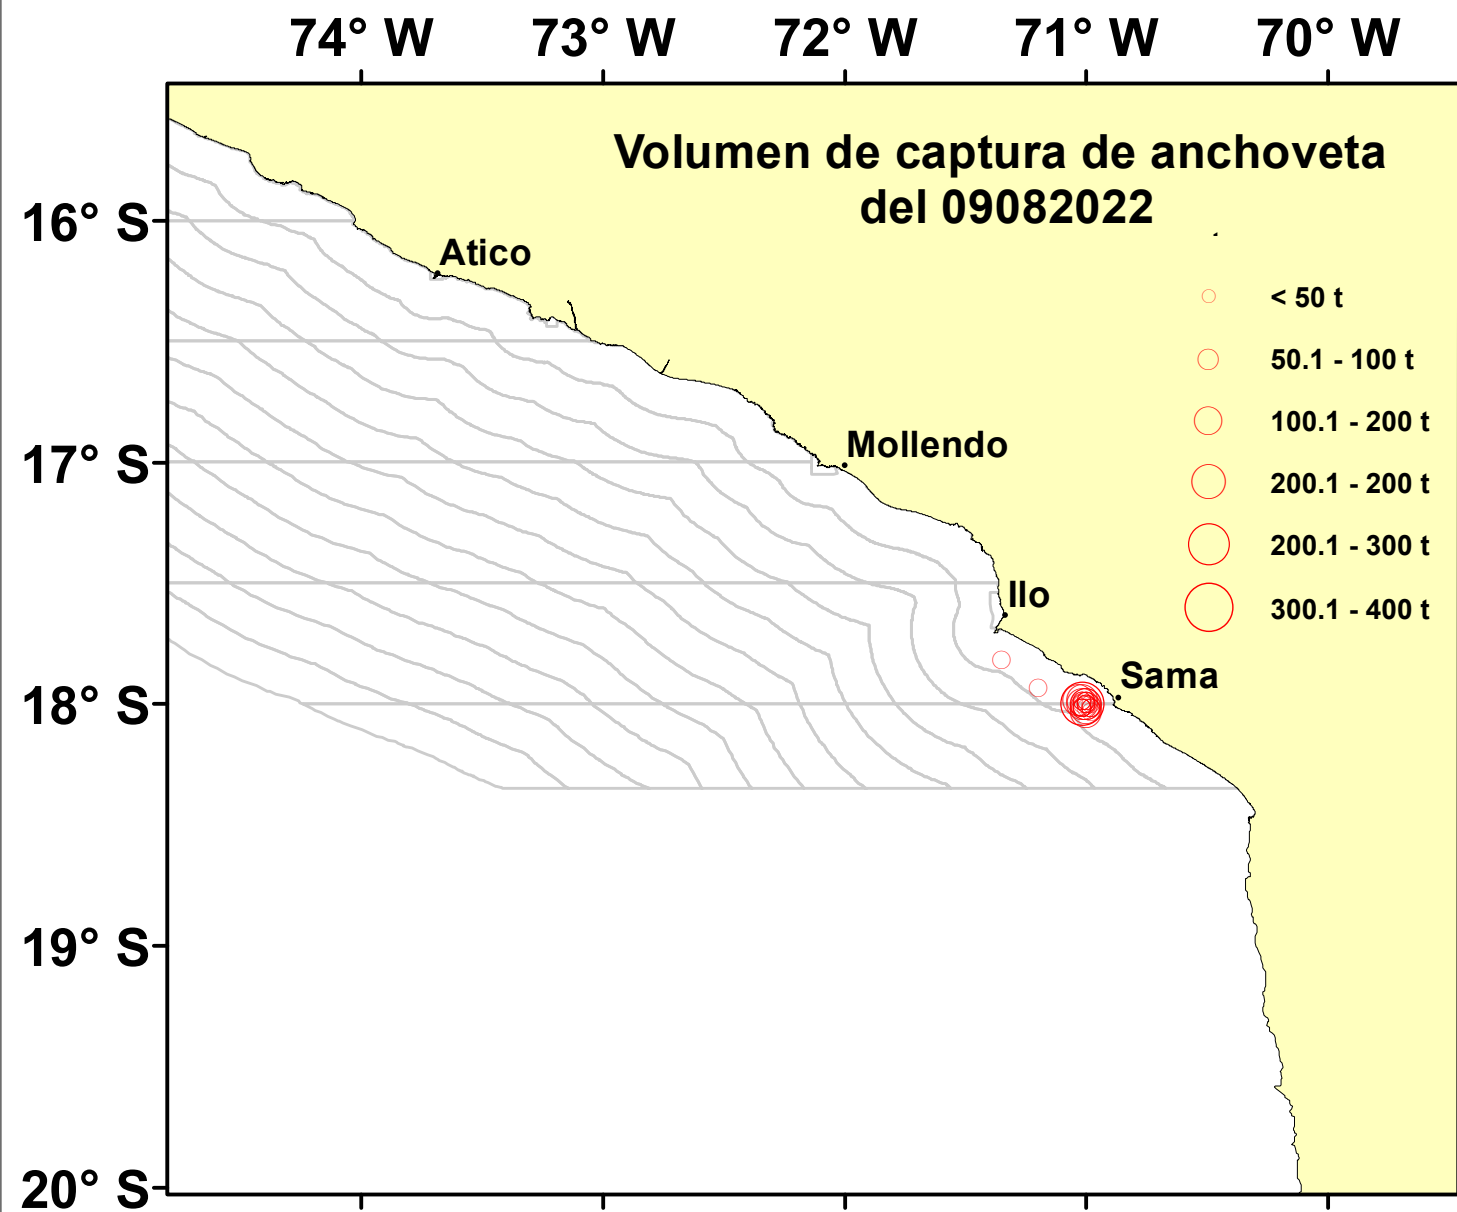 74° W 73° W 72° W 71° W 70° W
Volumen de captura de anchoveta
del 09082022
16° S
Atico
< 50 t
50.1 - 100 t
100.1 - 200 t
Mollendo
17° S
200.1 - 200 t
200.1 - 300 t
Ilo
300.1 - 400 t
Sama
18° S
19° S
20° S